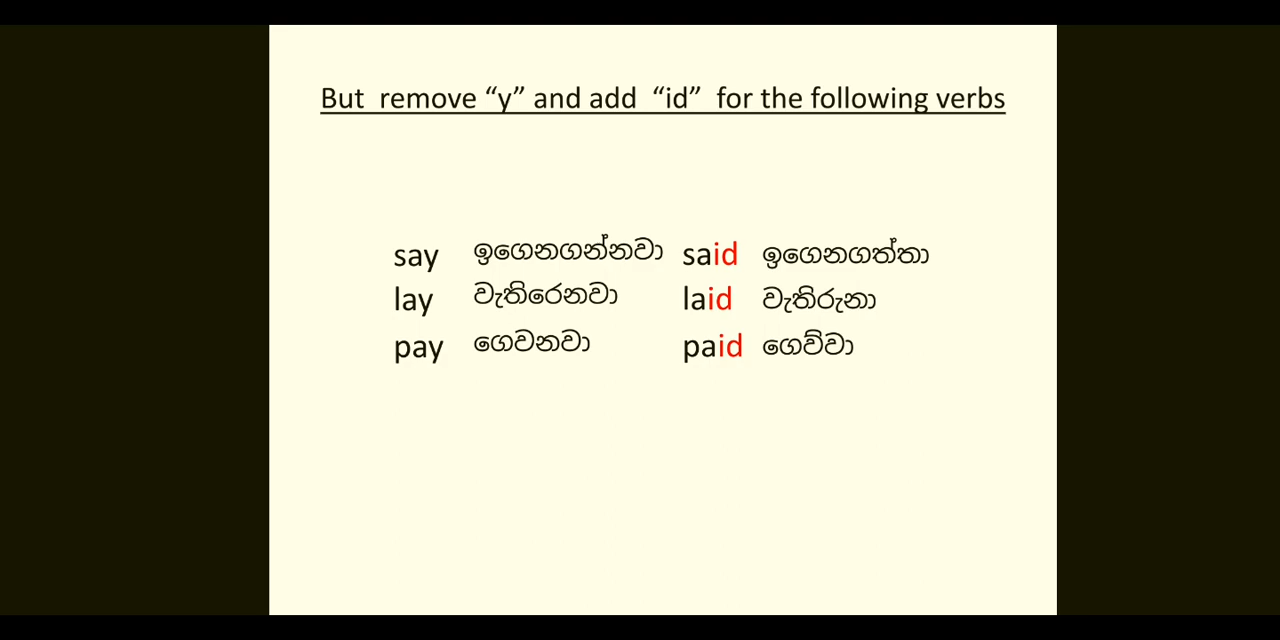 But remove “y” and add “id” for the following verbs
say ඉගෙනගන්නවා said ඉගෙනගත්තා
lay වැතිරෙනවා laid වැතිරුනා
pay ගෙවනවා paid ගෙව්වා